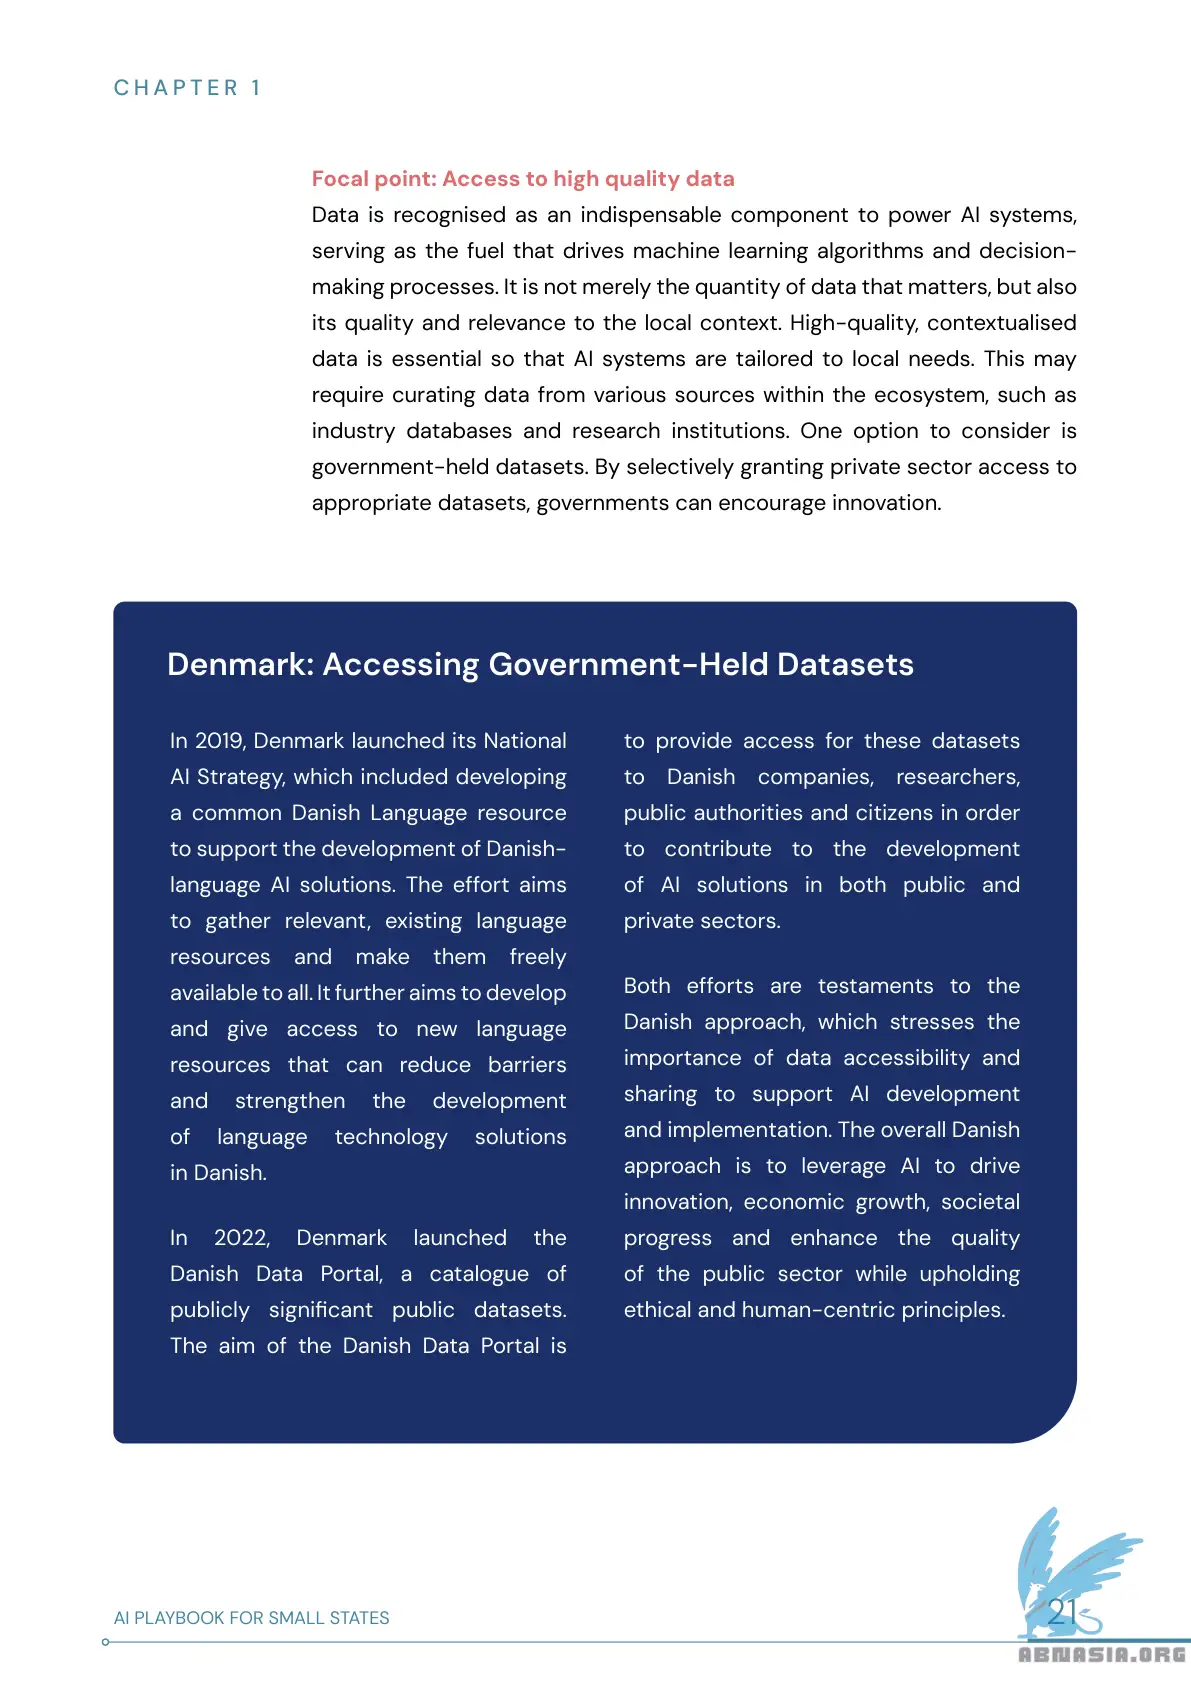 CHAPTER 1
Focal point: Access to high quality data
Data is recognised as an indispensable component to power AI systems,
serving as the fuel that drives machine learning algorithms and decision-
making processes. It is not merely the quantity of data that matters, but also
its quality and relevance to the local context. High-quality, contextualised
data is essential so that AI systems are tailored to local needs. This may
require curating data from various sources within the ecosystem, such as
industry databases and research institutions. One option to consider is
government-held datasets. By selectively granting private sector access to
appropriate datasets, governments can encourage innovation.
Denmark: Accessing Government-Held Datasets
In 2019, Denmark launched its National
AI Strategy, which included developing
a common Danish Language resource
to support the development of Danish-
language AI solutions. The effort aims
to gather relevant, existing language
resources and make them freely
available to all. It further aims to develop
and give access to new language
resources that can reduce barriers
and strengthen the development
of language technology solutions
in Danish.
In 2022, Denmark launched the
Danish Data Portal, a catalogue of
publicly significant public datasets.
The aim of the Danish Data Portal is
to provide access for these datasets
to Danish companies, researchers,
public authorities and citizens in order
to contribute to the development
of AI solutions in both public and
private sectors.
Both efforts are testaments to the
Danish approach, which stresses the
importance of data accessibility and
sharing to support AI development
and implementation. The overall Danish
approach is to leverage AI to drive
innovation, economic growth, societal
progress and enhance the quality
of the public sector while upholding
ethical and human-centric principles.
AI PLAYBOOK FOR SMALL STATES
21
ABNASIA.ORG